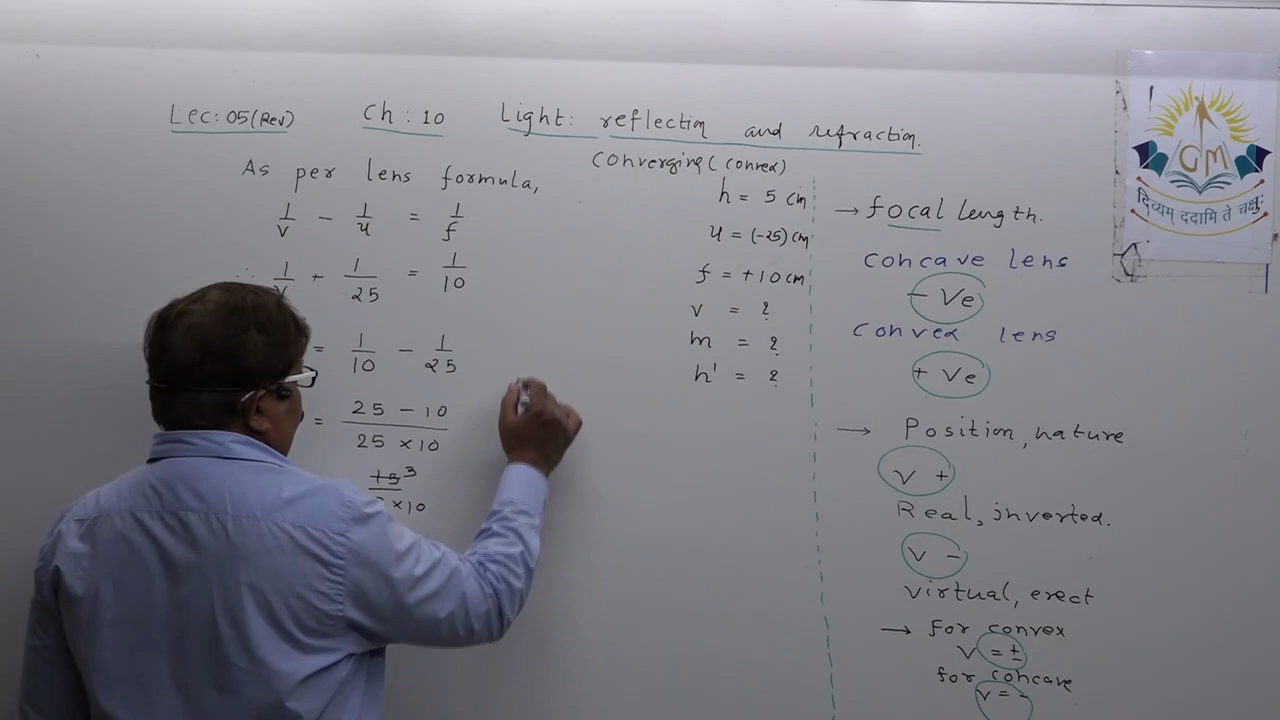 Lec: 05 (Rev) Ch: 10 Light: reflection and refraction.
As per lens formula,
1/v - 1/u = 1/f
∴ 1/v + 1/25 = 1/10
= 1/10 - 1/25
= 25 - 10 / 25 × 10
15 3
× 10
Converging (convex)
h = 5 cm
u = (-25) cm
f = +10 cm
v = ?
m = ?
h' = ?
→ focal length.
concave lens
- Ve
convex lens
+ Ve
→ Position, nature
v +
Real, inverted.
v -
virtual, erect
→ for convex
v = ±
for concave
v = -
GM
दिव्यम् ददामि ते चक्षुः